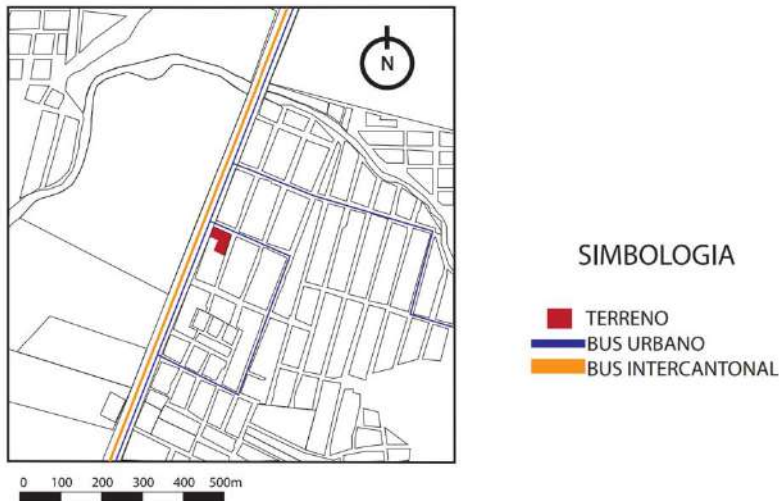 N
SIMBOLOGIA
TERRENO
BUS URBANO
BUS INTERCANTONAL
0 100 200 300 400 500m